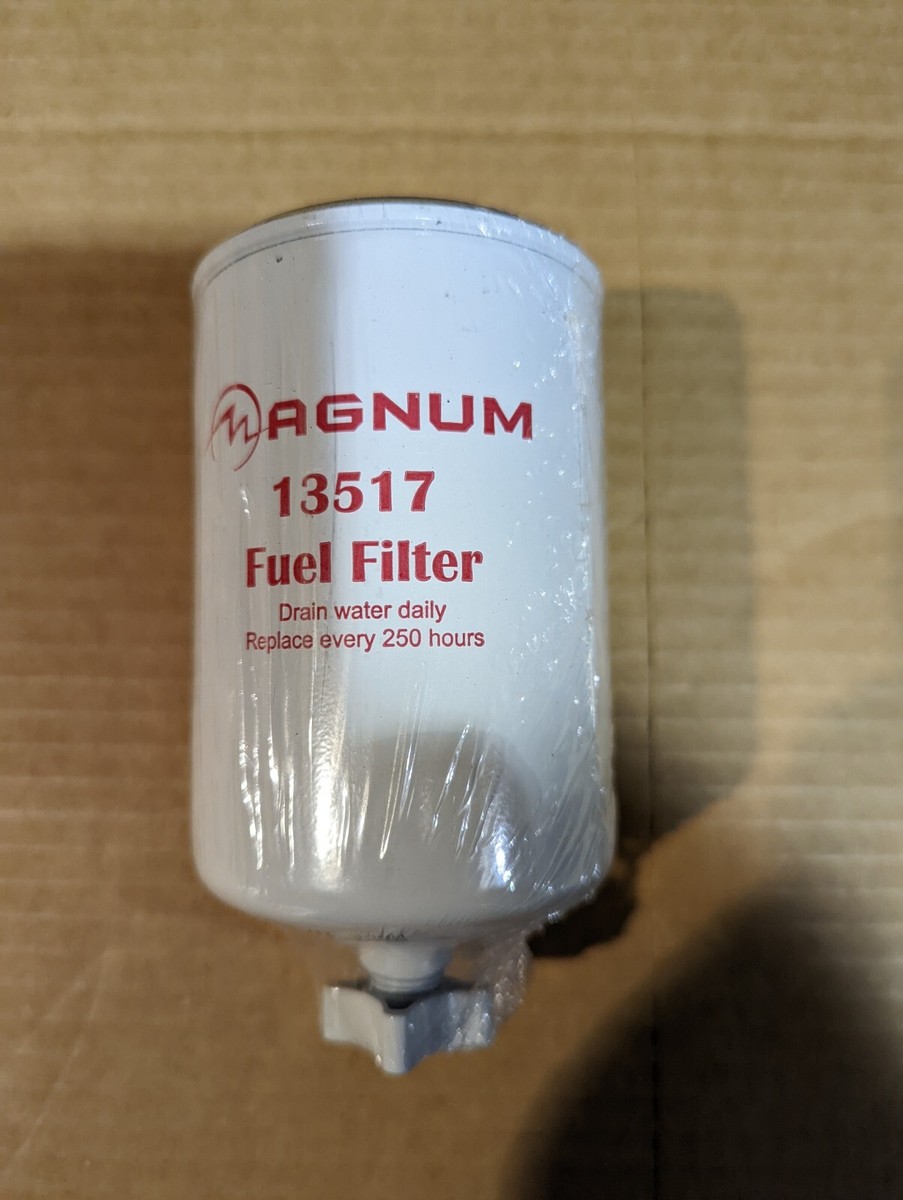 MAGNUM
13517
Fuel Filter
Drain water daily
Replace every 250 hours